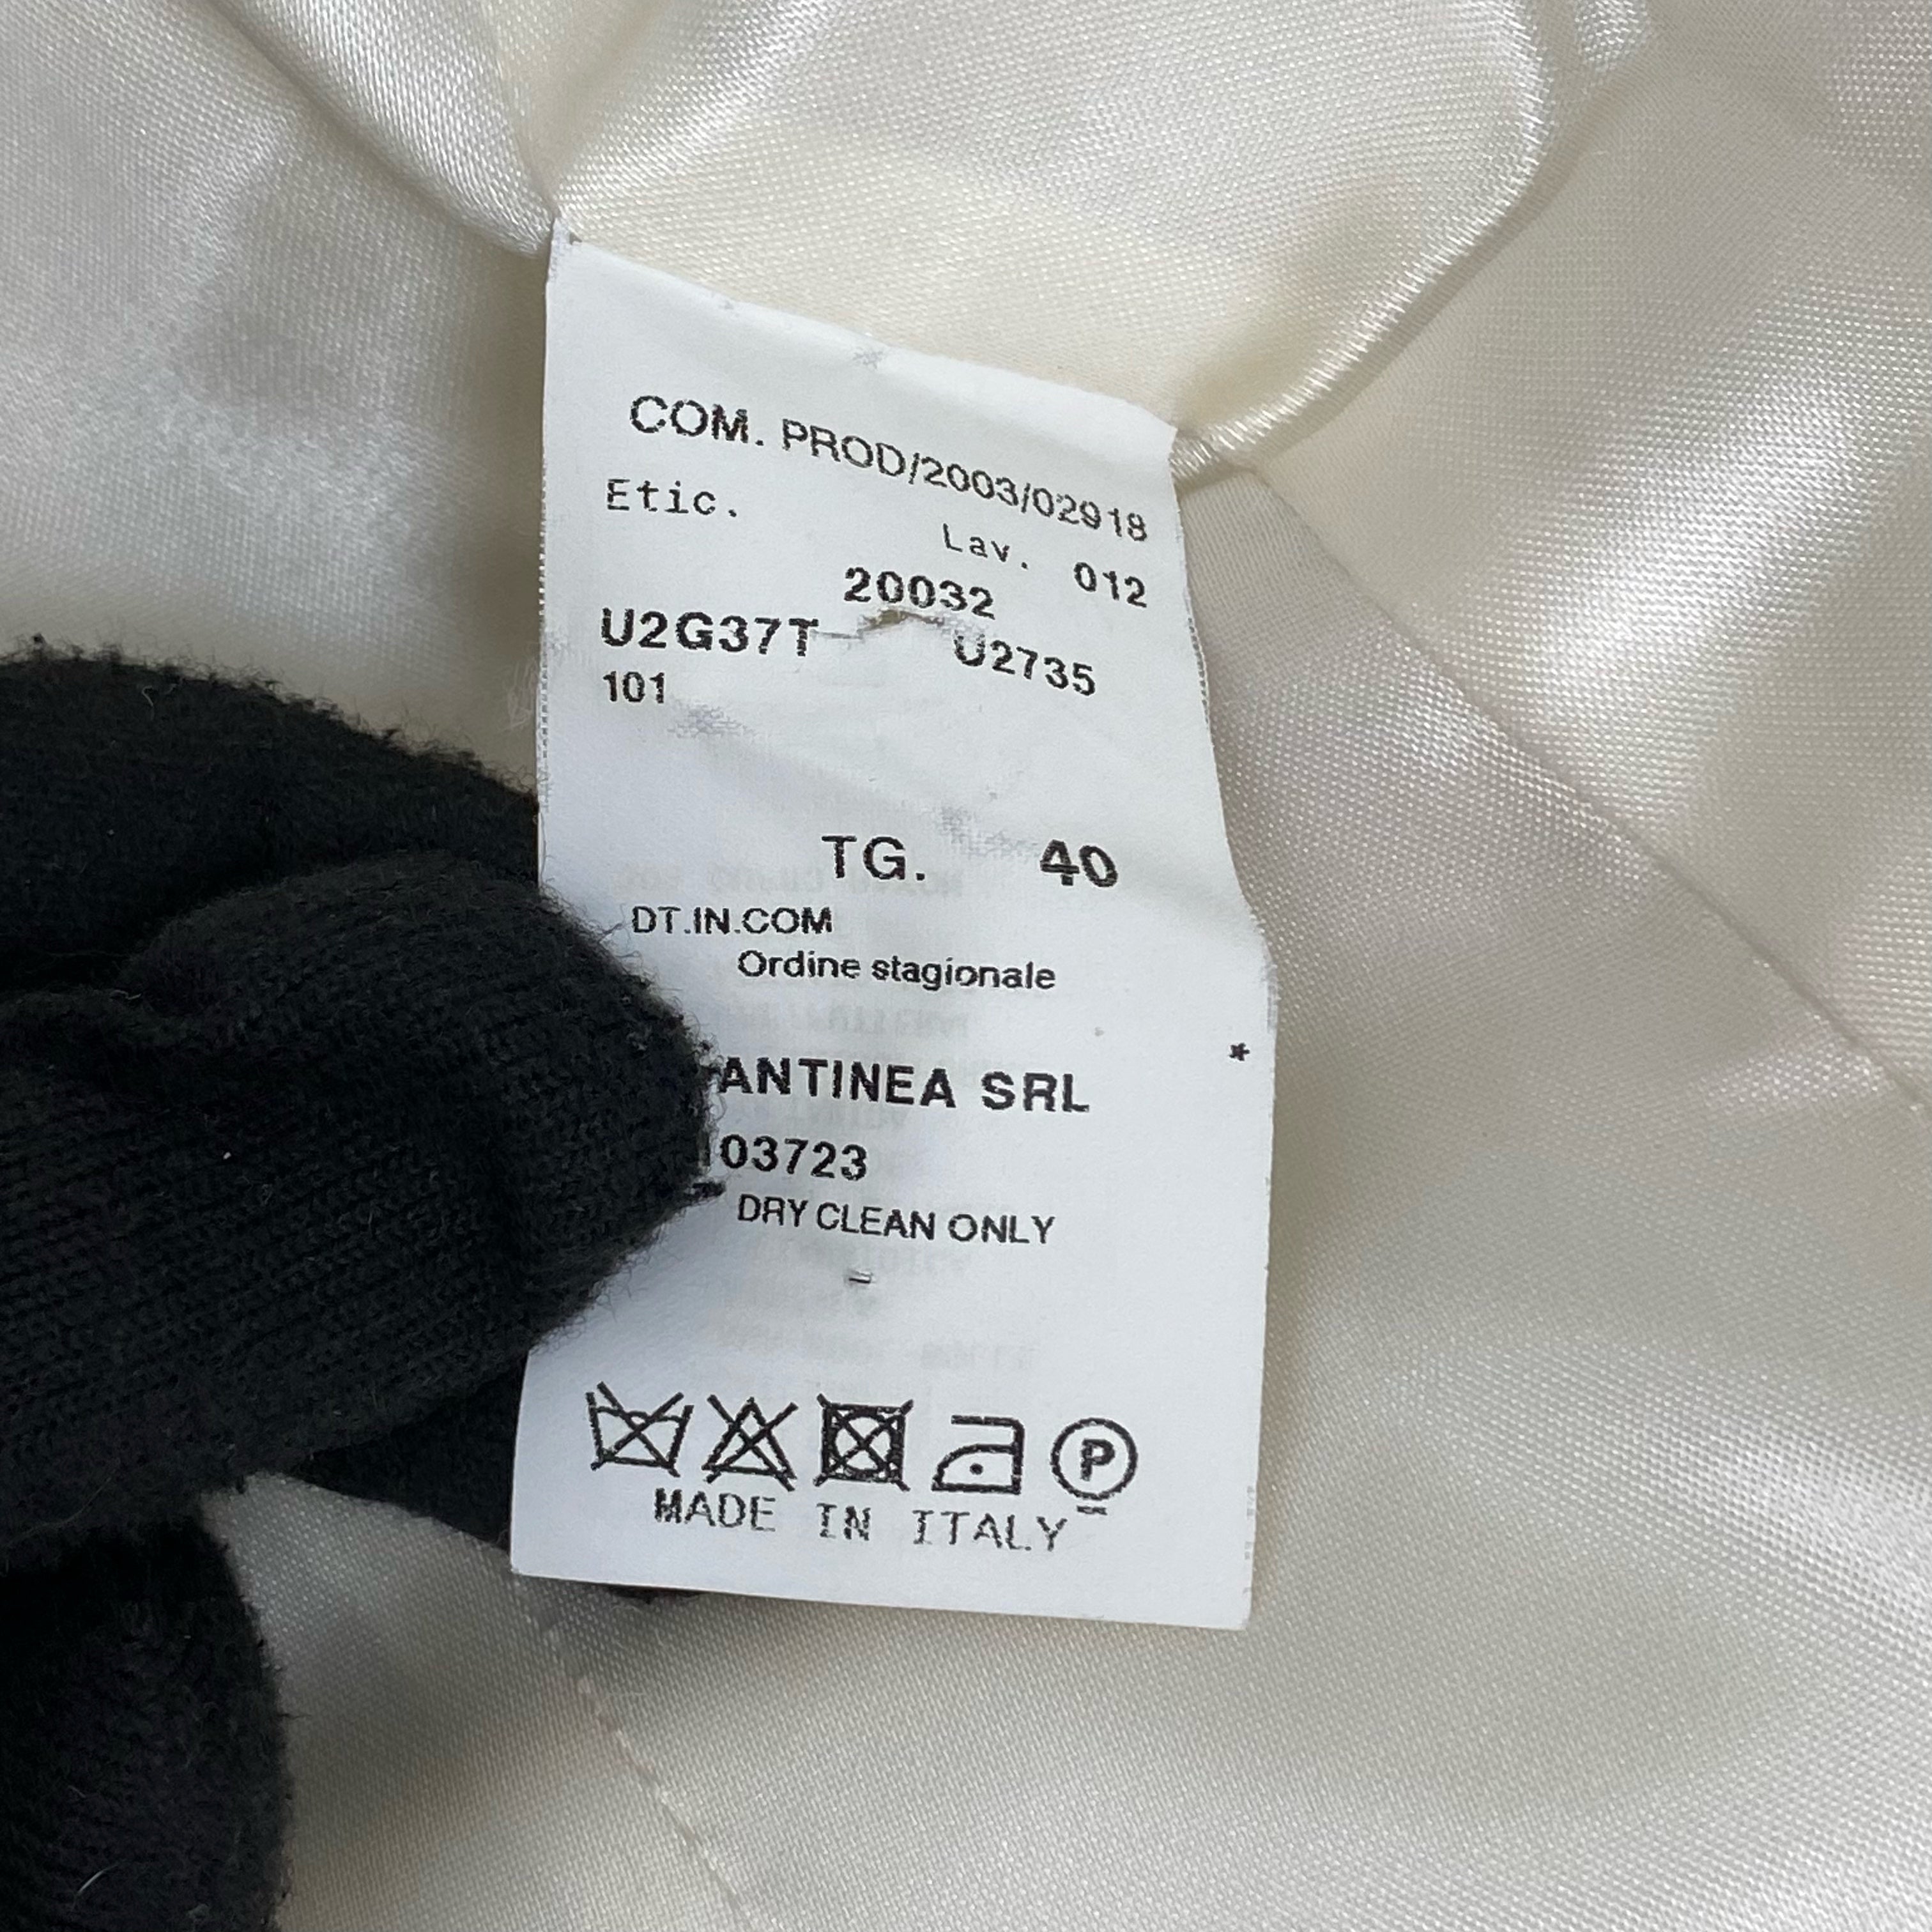 COM. PROD/2003/02918
Etic.
Lav. 012
20032
U2G37T U2735
101
TG. 40
DT.IN.COM
Ordine stagionale
*
ANTINEA SRL
03723
DRY CLEAN ONLY
P
MADE IN ITALY